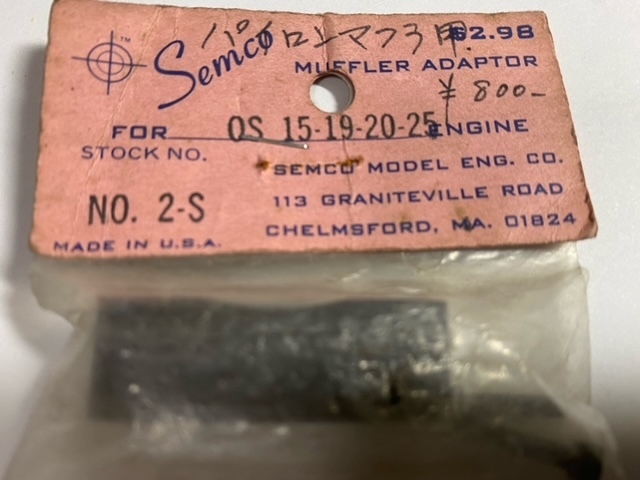 パイロンマフラ用
Semco $2.98
™
MUFFLER ADAPTOR
¥800-
FOR OS 15-19-20-25 ENGINE
STOCK NO.
NO. 2-S
SEMCO MODEL ENG. CO.
113 GRANITEVILLE ROAD
CHELMSFORD, MA. 01824
MADE IN U.S.A.